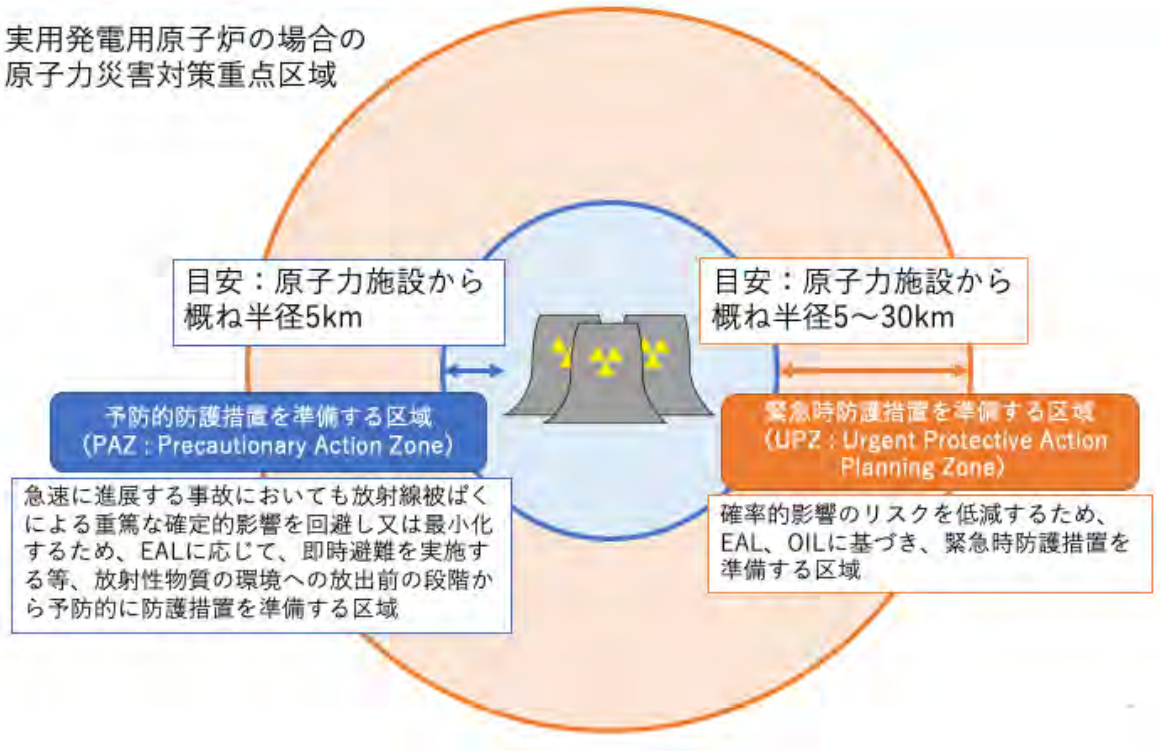 実用発電用原子炉の場合の
原子力災害対策重点区域
目安：原子力施設から
概ね半径5km
目安：原子力施設から
概ね半径5～30km
予防的防護措置を準備する区域
（PAZ : Precautionary Action Zone）
緊急時防護措置を準備する区域
（UPZ : Urgent Protective Action
Planning Zone）
急速に進展する事故においても放射線被ばく
による重篤な確定的影響を回避し又は最小化
するため、EALに応じて、即時避難を実施す
る等、放射性物質の環境への放出前の段階か
ら予防的に防護措置を準備する区域
確率的影響のリスクを低減するため、
EAL、OILに基づき、緊急時防護措置を
準備する区域